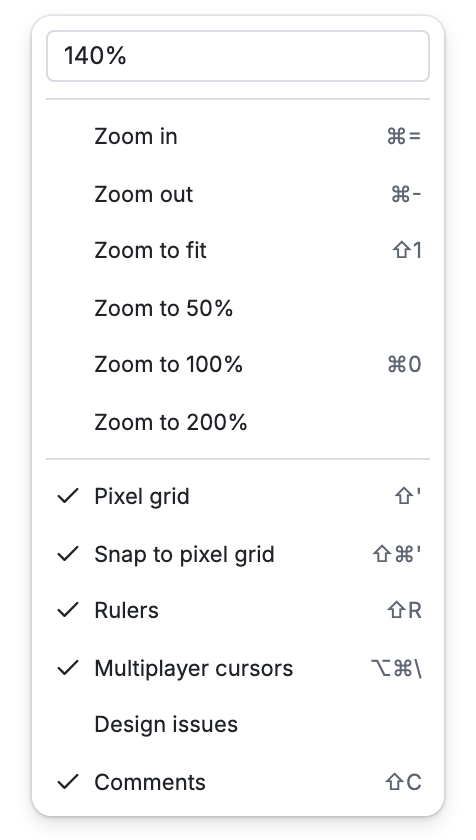 140%
Zoom in ⌘=
Zoom out ⌘-
Zoom to fit ⇧1
Zoom to 50%
Zoom to 100% ⌘0
Zoom to 200%
✓ Pixel grid ⇧'
✓ Snap to pixel grid ⇧⌘'
✓ Rulers ⇧R
✓ Multiplayer cursors ⌥⌘\
Design issues
✓ Comments ⇧C